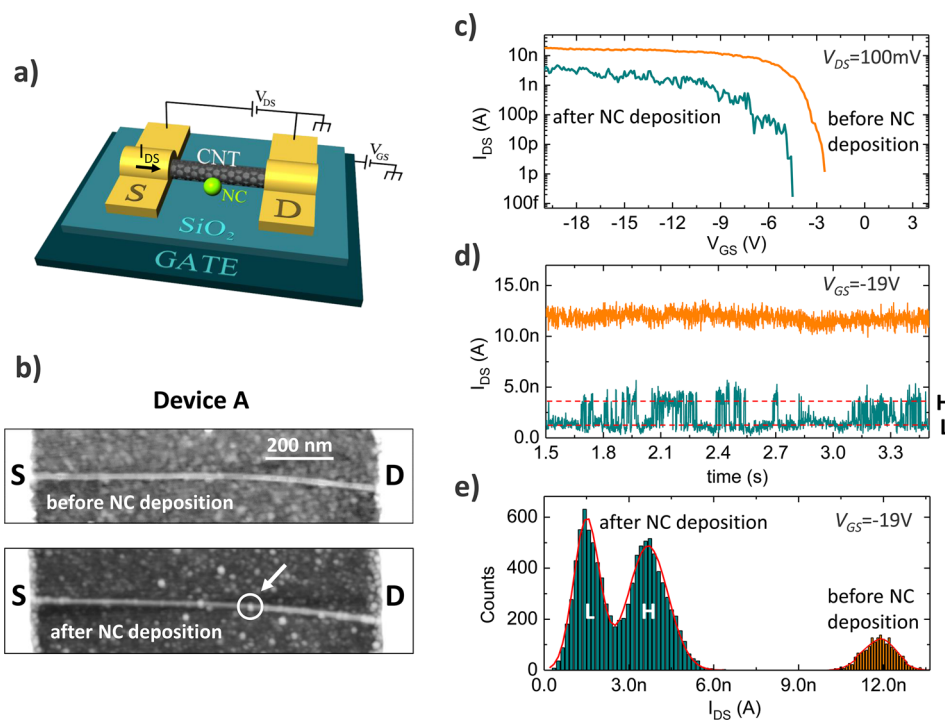 a)
V_DS
V_GS
I_DS
CNT
NC
S
D
SiO₂
GATE
b)
Device A
200 nm
S
D
before NC deposition
S
D
after NC deposition
c)
10n
1n
100p
10p
1p
100f
I_DS (A)
V_DS=100mV
after NC deposition
before NC
deposition
-18 -15 -12 -9 -6 -3 0 3
V_GS (V)
d)
V_GS=-19V
15.0n
10.0n
5.0n
0.0
I_DS (A)
H
L
1.5 1.8 2.1 2.4 2.7 3.0 3.3
time (s)
e)
after NC deposition
V_GS=-19V
600
400
200
0
Counts
L
H
before NC
deposition
0.0 3.0n 6.0n 9.0n 12.0n
I_DS (A)